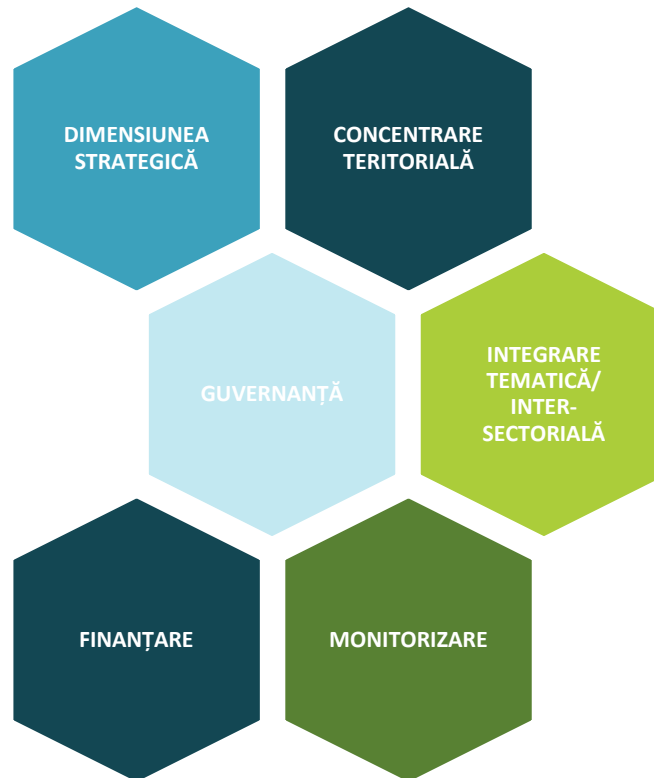 DIMENSIUNEA
STRATEGICĂ
CONCENTRARE
TERITORIALĂ
GUVERNANȚĂ
INTEGRARE
TEMATICĂ/
INTER-
SECTORIALĂ
FINANȚARE
MONITORIZARE